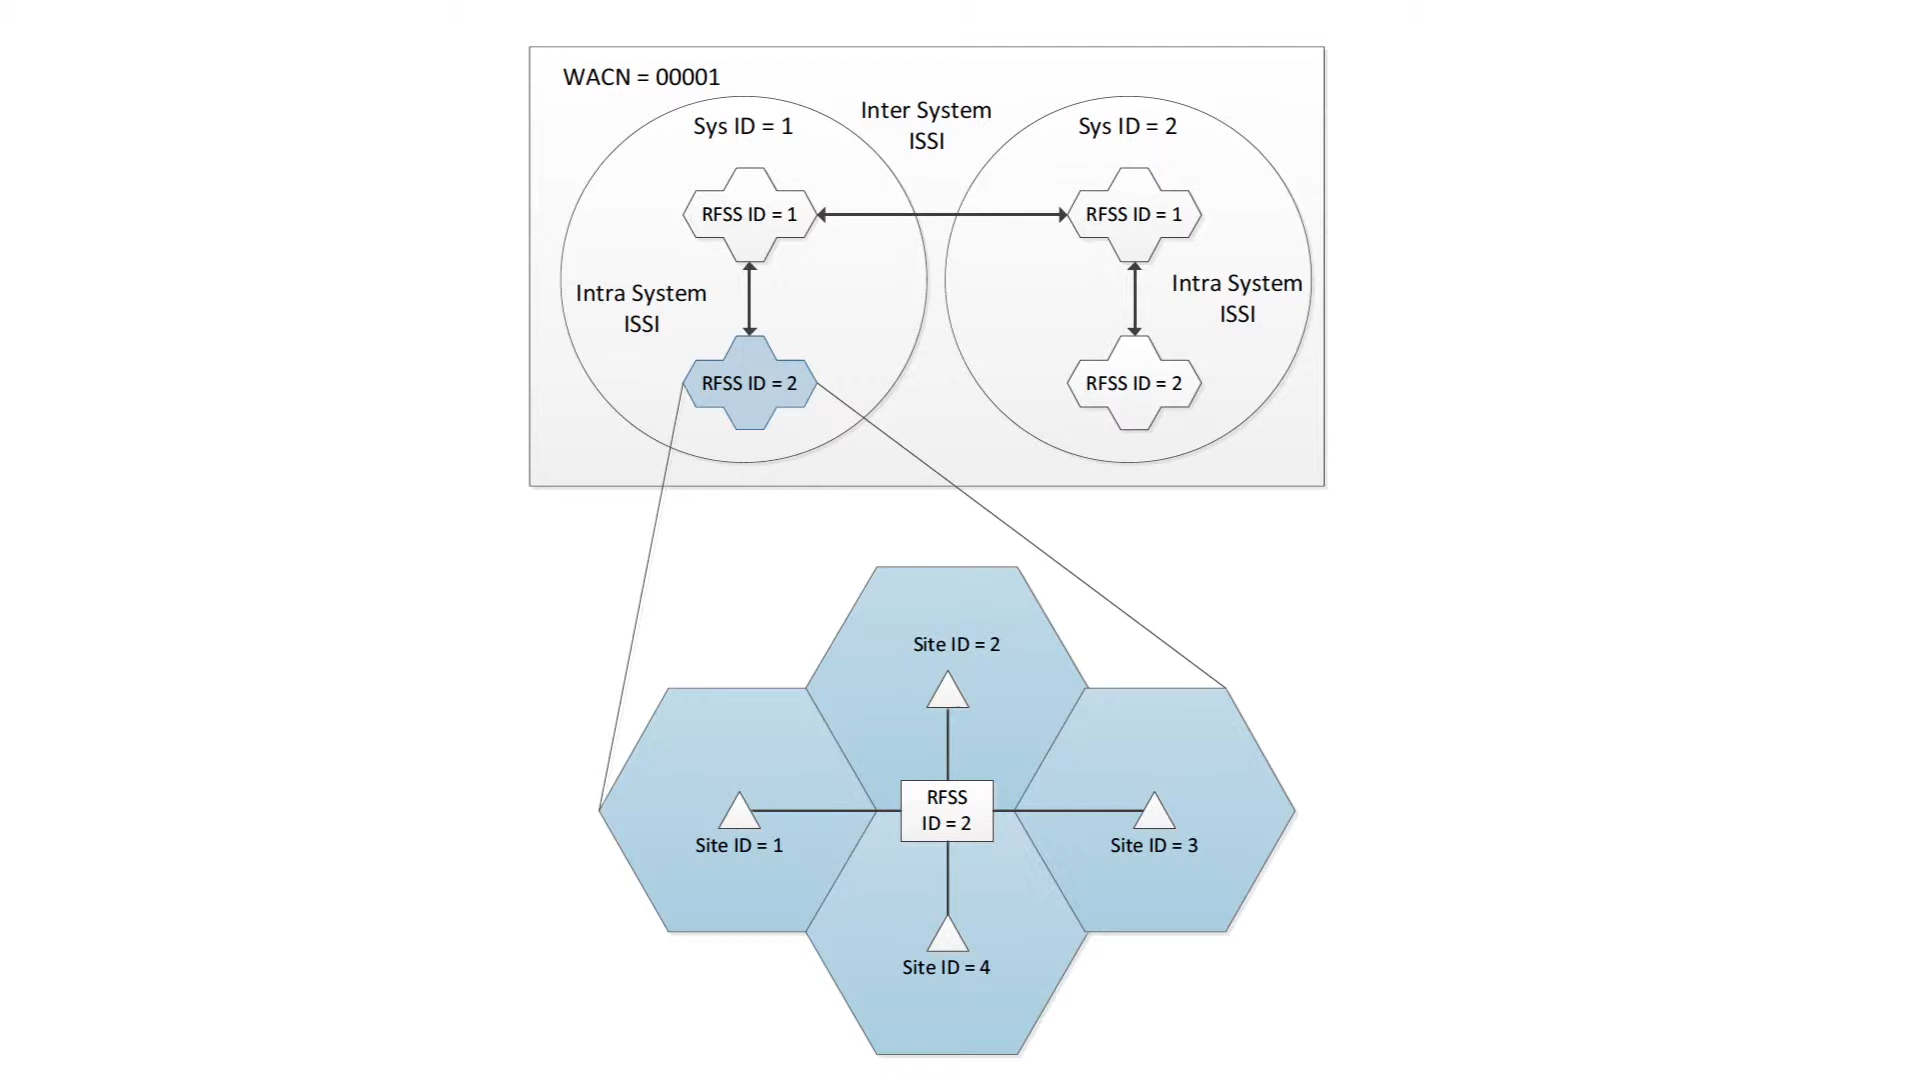 WACN = 00001
Inter System
ISSI
Sys ID = 1
Sys ID = 2
RFSS ID = 1
RFSS ID = 1
Intra System
ISSI
Intra System
ISSI
RFSS ID = 2
RFSS ID = 2
Site ID = 2
RFSS
ID = 2
Site ID = 1
Site ID = 3
Site ID = 4